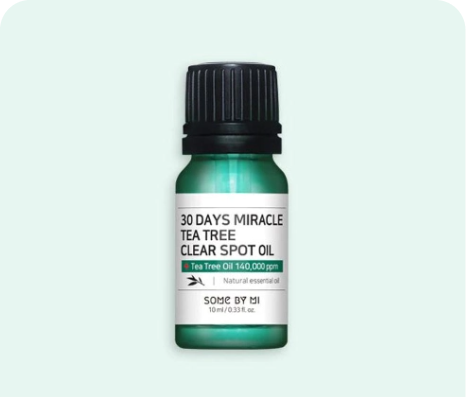 30 DAYS MIRACLE
TEA TREE
CLEAR SPOT OIL
Tea Tree Oil 140,000 ppm
Natural essential oil
SOME BY MI
10 ml / 0.33 fl. oz.